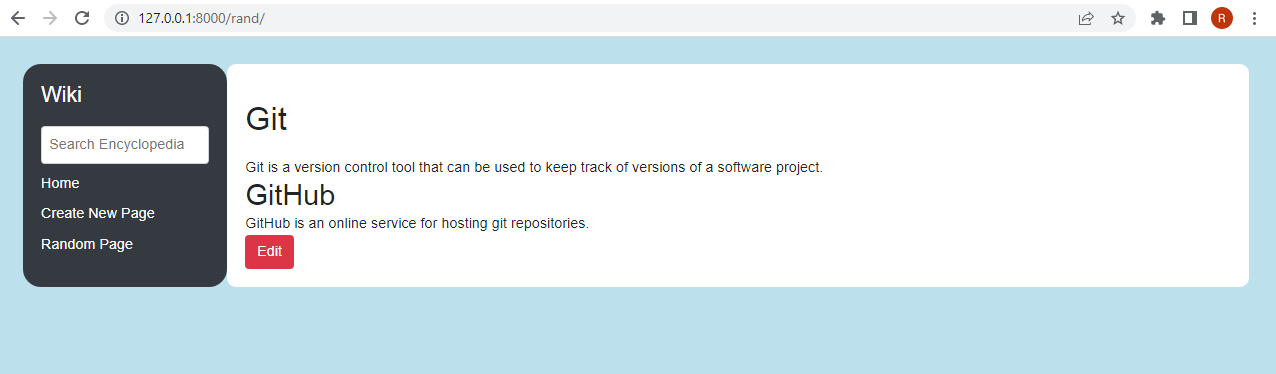 127.0.0.1:8000/rand/
R
Wiki
Search Encyclopedia
Home
Create New Page
Random Page
Git
Git is a version control tool that can be used to keep track of versions of a software project.
GitHub
GitHub is an online service for hosting git repositories.
Edit